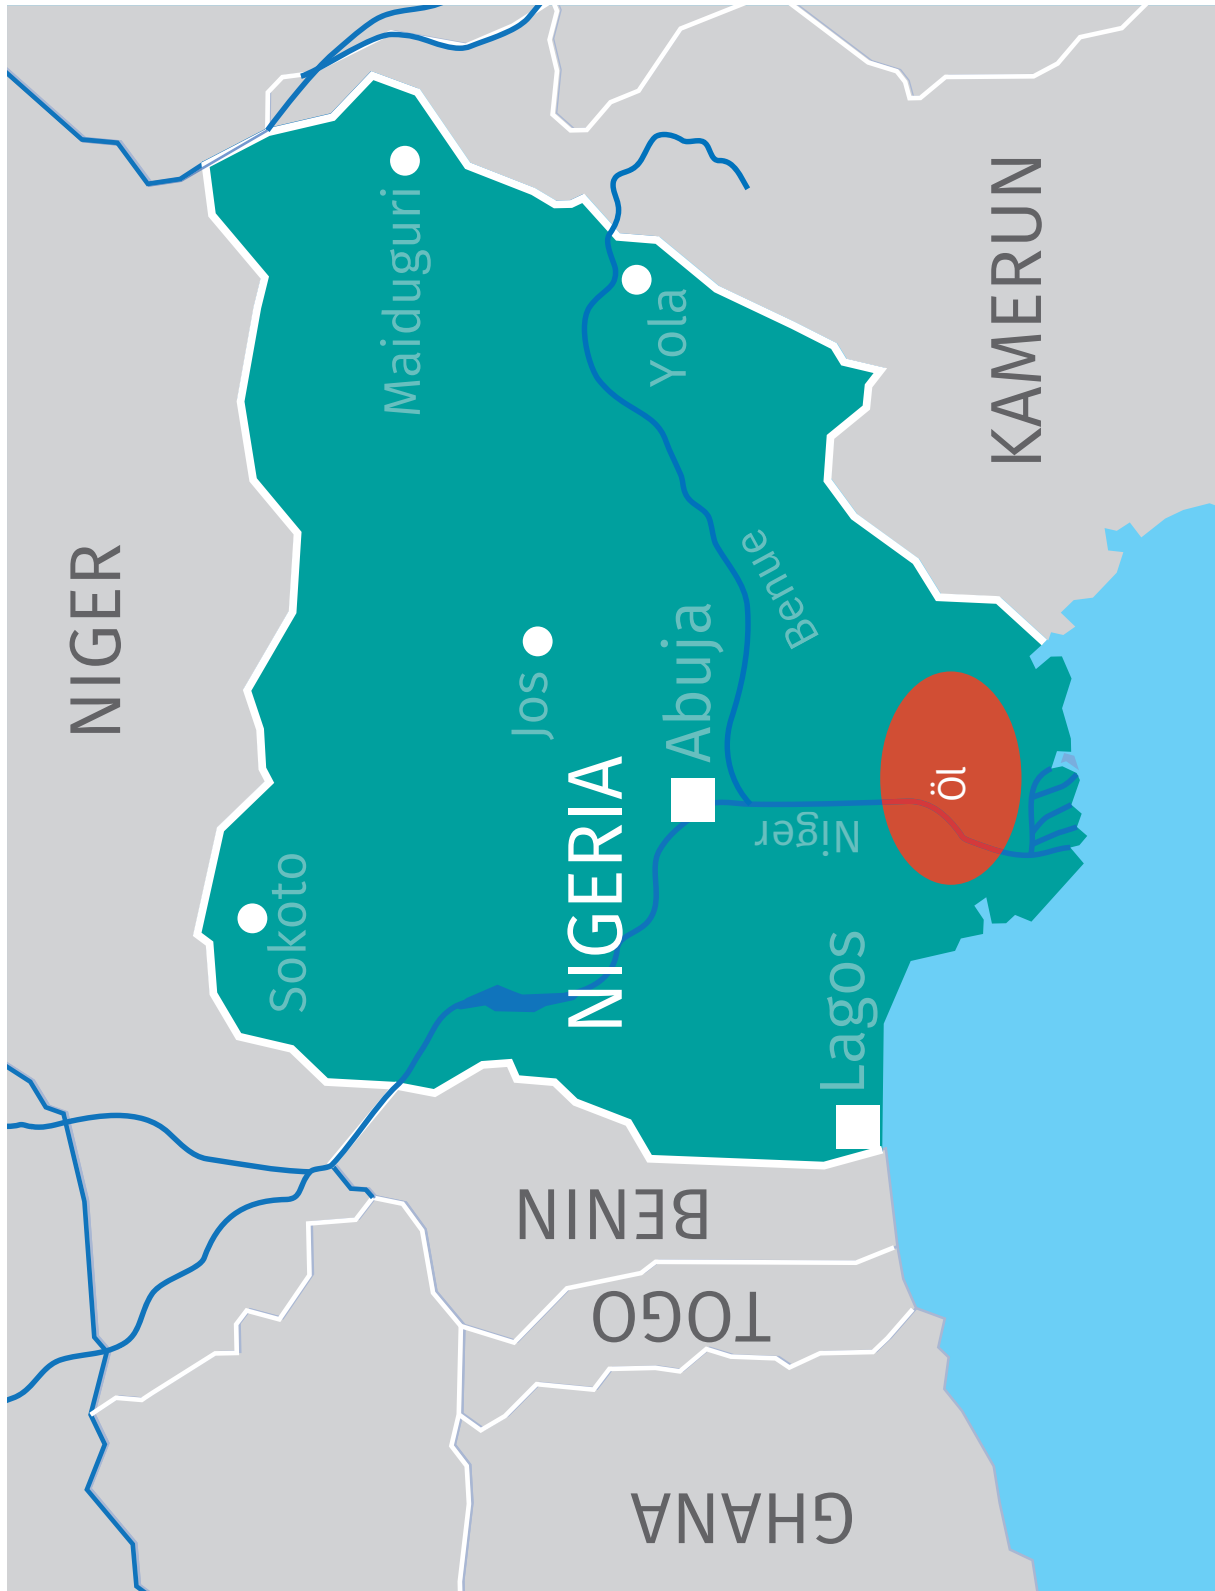 NIGER
Sokoto
Maiduguri
Jos
NIGERIA
Yola
Abuja
Benue
Niger
Lagos
Öl
KAMERUN
BENIN
TOGO
GHANA